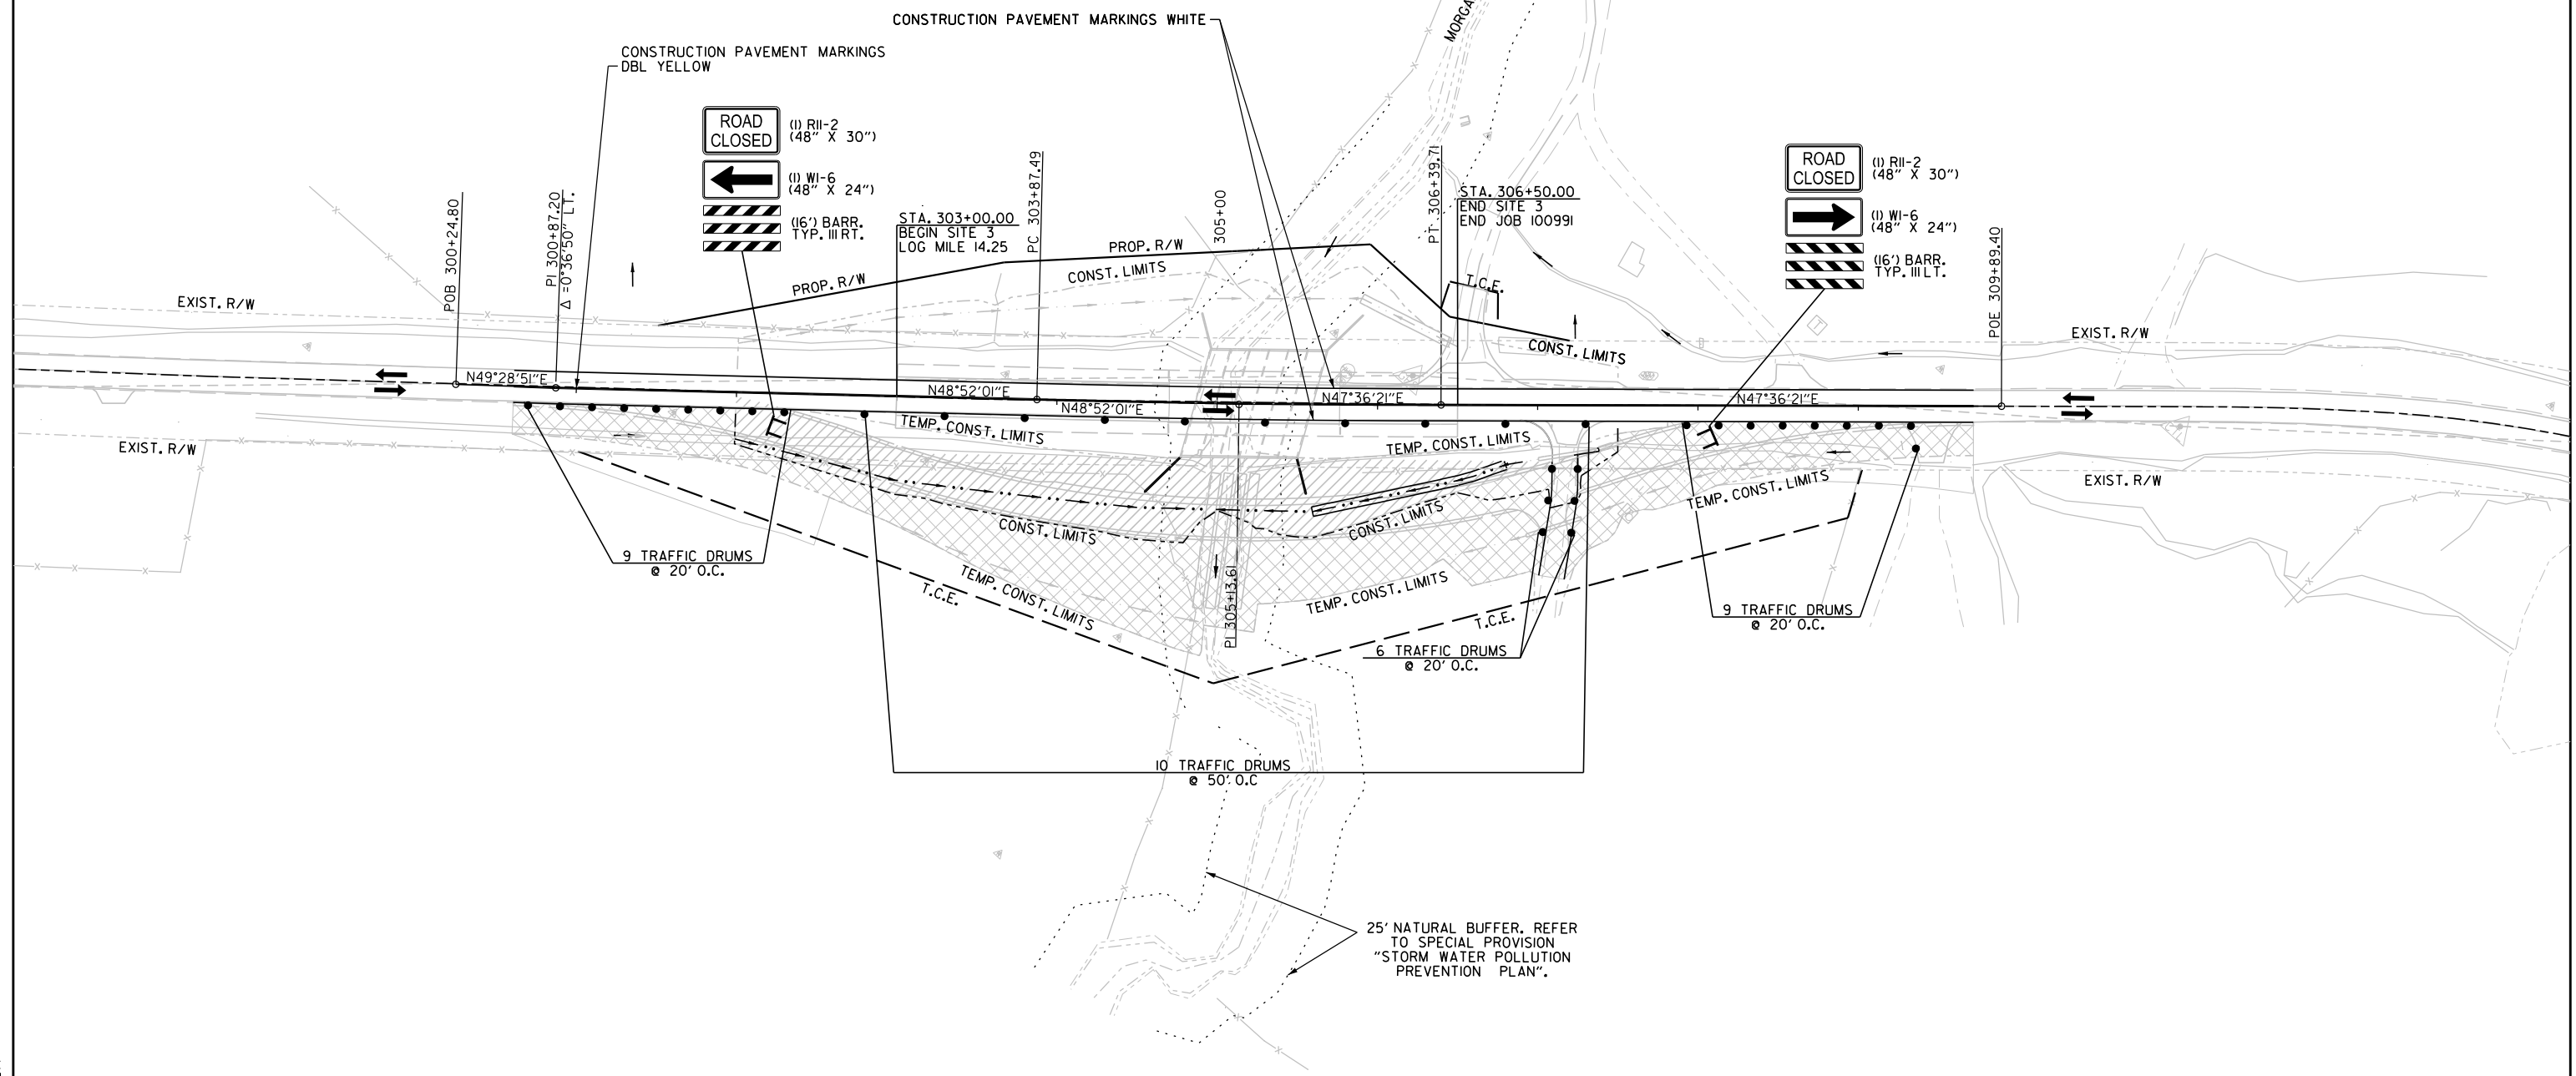 CONSTRUCTION PAVEMENT MARKINGS WHITE
CONSTRUCTION PAVEMENT MARKINGS
DBL YELLOW
ROAD
CLOSED
(1) R11-2
(48" X 30")
(1) W1-6
(48" X 24")
(16') BARR.
TYP. III RT.
ROAD
CLOSED
(1) R11-2
(48" X 30")
(1) W1-6
(48" X 24")
(16') BARR.
TYP. III LT.
POB 300+24.80
PI 300+87.20
Δ =0°36'50" LT.
STA. 303+00.00
BEGIN SITE 3
LOG MILE 14.25
PC 303+87.49
305+00
PT 306+39.71
STA. 306+50.00
END SITE 3
END JOB 100991
POE 309+89.40
PROP. R/W
PROP. R/W
CONST. LIMITS
T.C.E.
CONST. LIMITS
EXIST. R/W
EXIST. R/W
N49°28'51"E
N48°52'01"E
N48°52'01"E
N47°36'21"E
N47°36'21"E
EXIST. R/W
TEMP. CONST. LIMITS
TEMP. CONST. LIMITS
EXIST. R/W
TEMP. CONST. LIMITS
CONST. LIMITS
CONST. LIMITS
9 TRAFFIC DRUMS
@ 20' O.C.
T.C.E.
TEMP. CONST. LIMITS
PI 305+13.61
TEMP. CONST. LIMITS
T.C.E.
9 TRAFFIC DRUMS
@ 20' O.C.
6 TRAFFIC DRUMS
@ 20' O.C.
10 TRAFFIC DRUMS
@ 50' O.C
25' NATURAL BUFFER. REFER
TO SPECIAL PROVISION
"STORM WATER POLLUTION
PREVENTION PLAN".